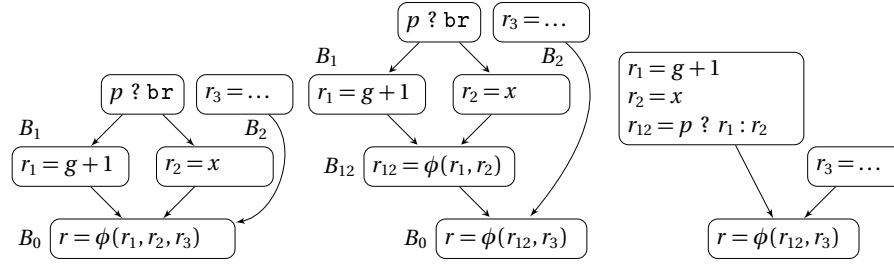 p ? br
r₃ = …
B₁
B₂
r₁ = g + 1
r₂ = x
B₀
r = ϕ(r₁, r₂, r₃)
p ? br
r₃ = …
B₁
B₂
r₁ = g + 1
r₂ = x
B₁₂
r₁₂ = ϕ(r₁, r₂)
B₀
r = ϕ(r₁₂, r₃)
r₁ = g + 1
r₂ = x
r₁₂ = p ? r₁ : r₂
r₃ = …
r = ϕ(r₁₂, r₃)